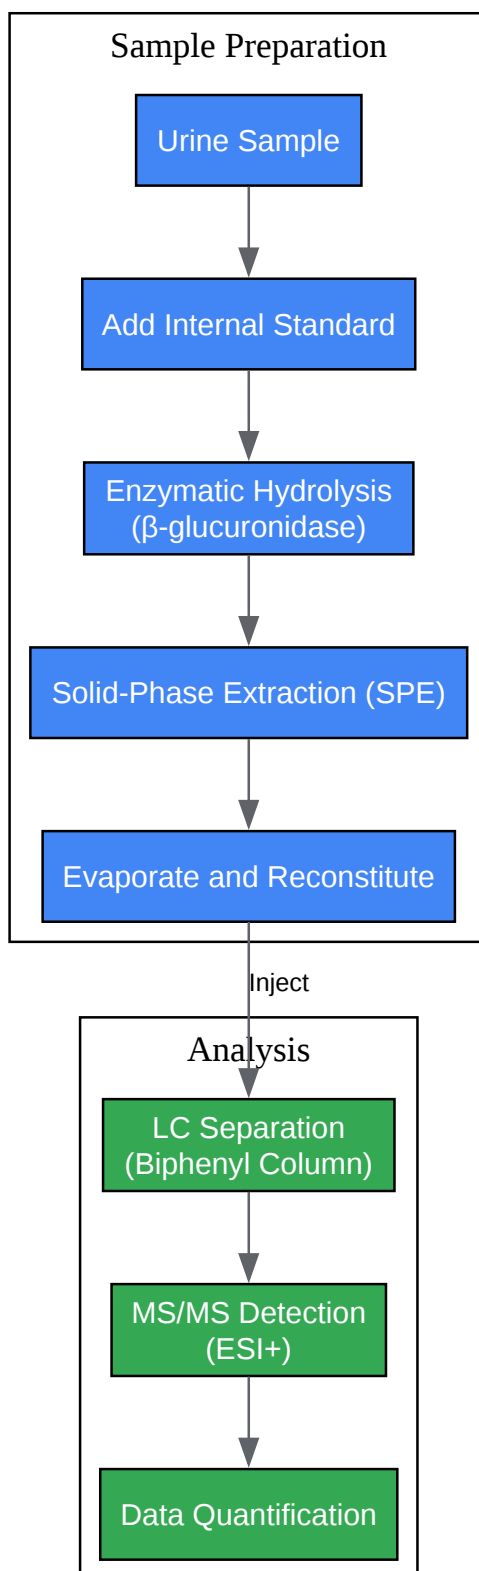 Sample Preparation
Urine Sample
Add Internal Standard
Enzymatic Hydrolysis
(β-glucuronidase)
Solid-Phase Extraction (SPE)
Evaporate and Reconstitute
Inject
Analysis
LC Separation
(Biphenyl Column)
MS/MS Detection
(ESI+)
Data Quantification